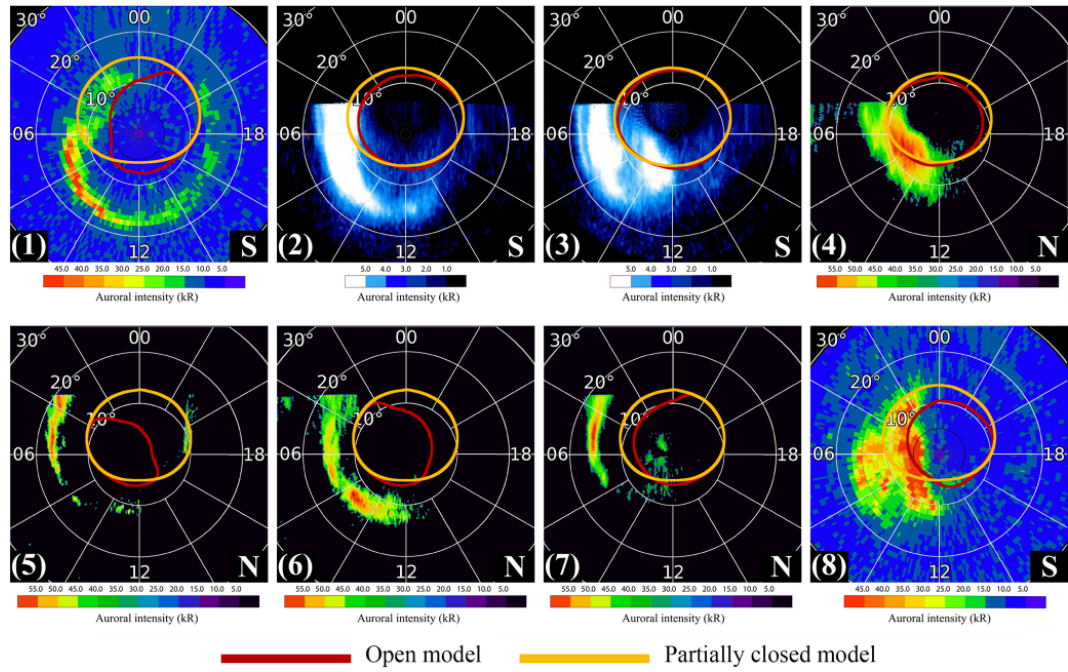 30° 00 30° 00 30° 00 30° 00
20° 20° 20° 20°
10° 10° 10° 10°
06 18 06 18 06 18 06 18
12 12 12 12
(1) S (2) S (3) S (4) N
45.0 40.0 35.0 30.0 25.0 20.0 15.0 10.0 5.0
5.0 4.0 3.0 2.0 1.0
5.0 4.0 3.0 2.0 1.0
55.0 50.0 45.0 40.0 35.0 30.0 25.0 20.0 15.0 10.0 5.0
Auroral intensity (kR) Auroral intensity (kR) Auroral intensity (kR) Auroral intensity (kR)
30° 00 30° 00 30° 00 30° 00
20° 20° 20° 20°
10° 10° 10° 10°
06 18 06 18 06 18 06 18
12 12 12 12
(5) N (6) N (7) N (8) S
55.0 50.0 45.0 40.0 35.0 30.0 25.0 20.0 15.0 10.0 5.0
55.0 50.0 45.0 40.0 35.0 30.0 25.0 20.0 15.0 10.0 5.0
55.0 50.0 45.0 40.0 35.0 30.0 25.0 20.0 15.0 10.0 5.0
45.0 40.0 35.0 30.0 25.0 20.0 15.0 10.0 5.0
Auroral intensity (kR) Auroral intensity (kR) Auroral intensity (kR) Auroral intensity (kR)
Open model Partially closed model